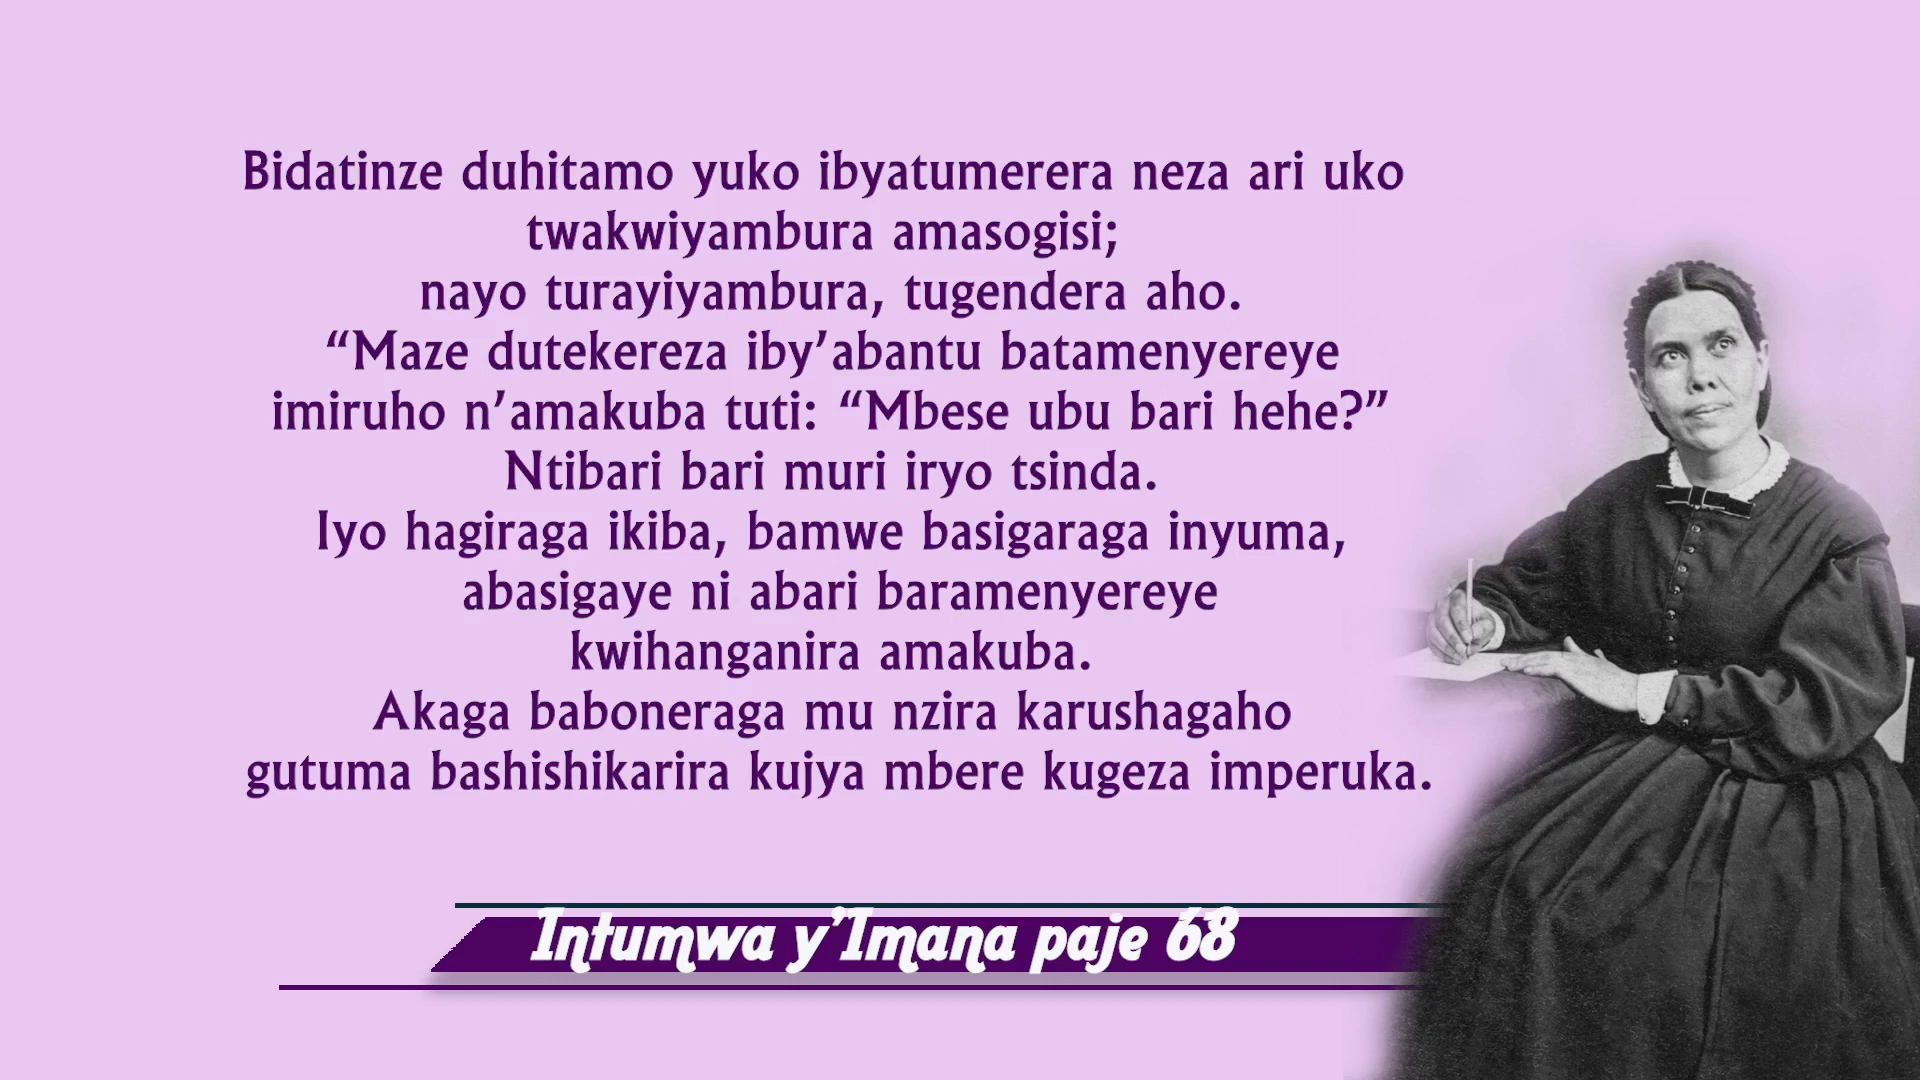 Bidatinze duhitamo yuko ibyatumerera neza ari uko
twakwiyambura amasogisi;
nayo turayiyambura, tugendera aho.
“Maze dutekereza iby’abantu batamenyereye
imiruho n’amakuba tuti: “Mbese ubu bari hehe?”
Ntibari bari muri iryo tsinda.
Iyo hagiraga ikiba, bamwe basigaraga inyuma,
abasigaye ni abari baramenyereye
kwihanganira amakuba.
Akaga baboneraga mu nzira karushagaho
gutuma bashishikarira kujya mbere kugeza imperuka.
Intumwa y’Imana paje 68